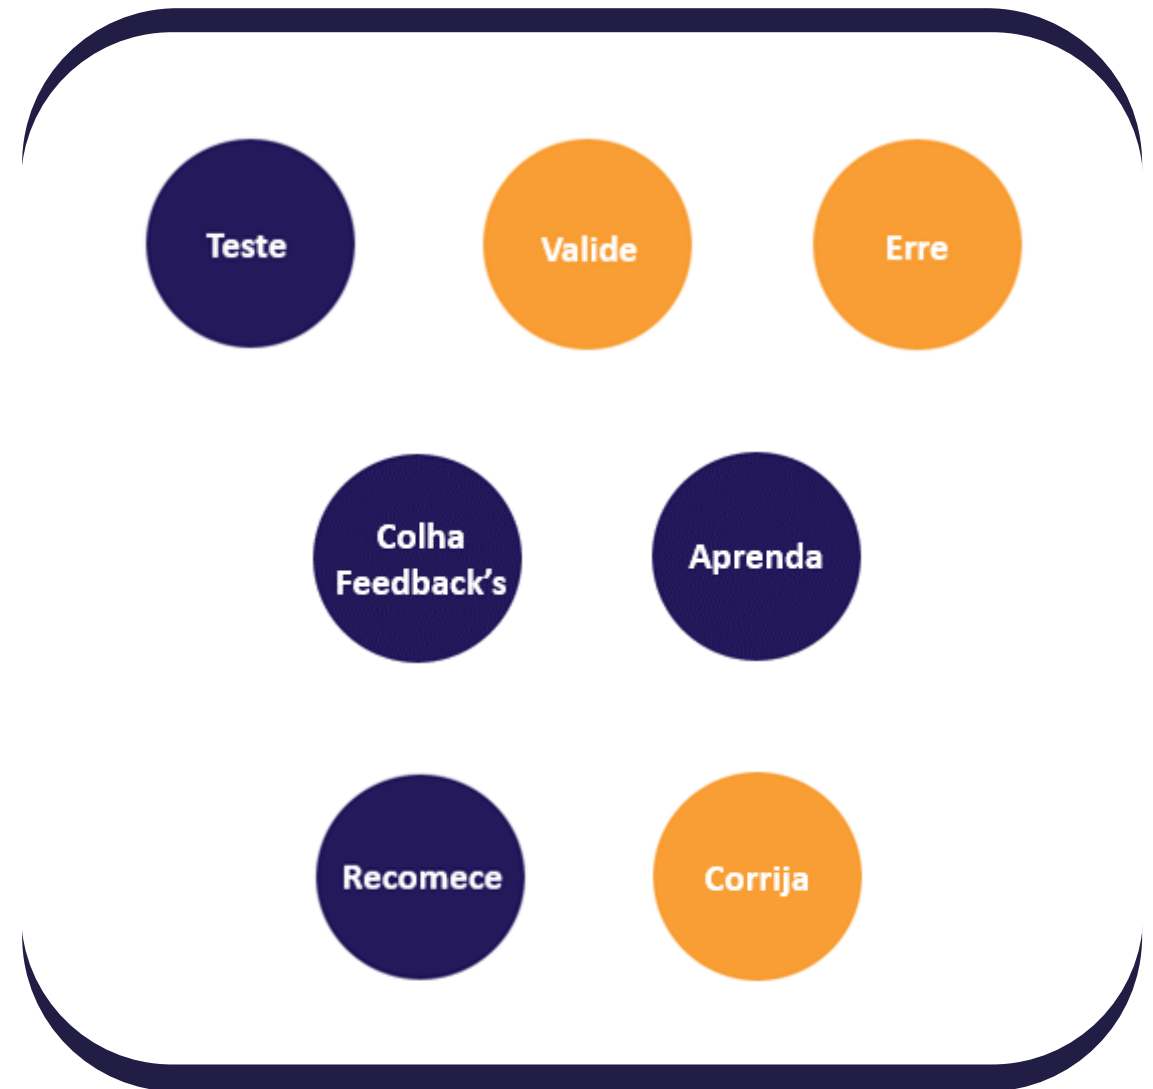 Teste
Valide
Erre
Colha
Feedback’s
Aprenda
Recomece
Corrija